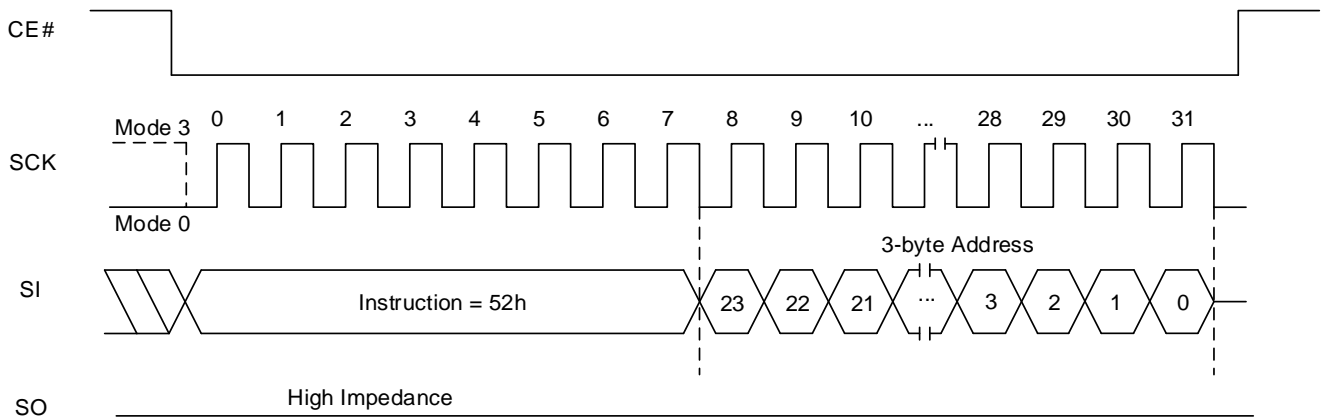 CE#
0 1 2 3 4 5 6 7 8 9 10 ... 28 29 30 31
Mode 3
SCK
Mode 0
3-byte Address
SI
Instruction = 52h 23 22 21 ... 3 2 1 0
High Impedance
SO